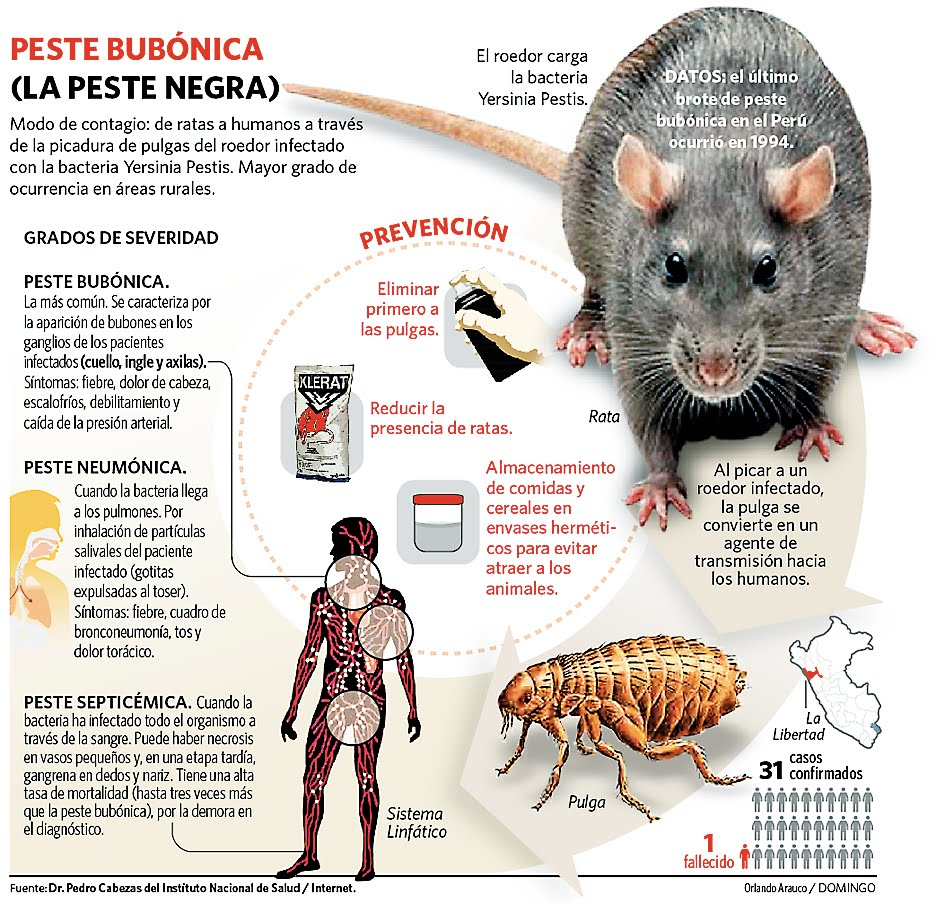 PESTE BUBÓNICA
(LA PESTE NEGRA)
Modo de contagio: de ratas a humanos a través
de la picadura de pulgas del roedor infectado
con la bacteria Yersinia Pestis. Mayor grado de
ocurrencia en áreas rurales.
El roedor carga
la bacteria
Yersinia Pestis.
DATOS: el último
brote de peste
bubónica en el Perú
ocurrió en 1994.
GRADOS DE SEVERIDAD
PESTE BUBÓNICA.
La más común. Se caracteriza por
la aparición de bubones en los
ganglios de los pacientes
infectados (cuello, ingle y axilas).
Síntomas: fiebre, dolor de cabeza,
escalofríos, debilitamiento y
caída de la presión arterial.
PESTE NEUMÓNICA.
Cuando la bacteria llega
a los pulmones. Por
inhalación de partículas
salivales del paciente
infectado (gotitas
expulsadas al toser).
Síntomas: fiebre, cuadro de
bronconeumonía, tos y
dolor torácico.
PESTE SEPTICÉMICA. Cuando la
bacteria ha infectado todo el organismo a
través de la sangre. Puede haber necrosis
en vasos pequeños y, en una etapa tardía,
gangrena en dedos y nariz. Tiene una alta
tasa de mortalidad (hasta tres veces más
que la peste bubónica), por la demora en
el diagnóstico.
PREVENCIÓN
Eliminar
primero a
las pulgas.
KLERAT
Reducir la
presencia de ratas.
Almacenamiento
de comidas y
cereales en
envases herméti-
cos para evitar
atraer a los
animales.
Rata
Al picar a un
roedor infectado,
la pulga se
convierte en un
agente de
transmisión hacia
los humanos.
Sistema
Linfático
Pulga
La
Libertad
31 casos
confirmados
1
fallecido
Fuente: Dr. Pedro Cabezas del Instituto Nacional de Salud / Internet.
Orlando Arauco / DOMINGO